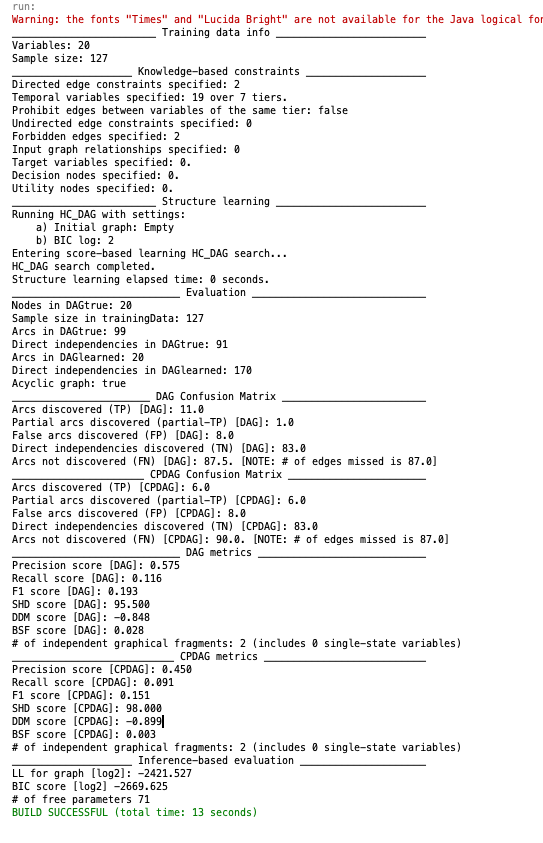 run:
Warning: the fonts "Times" and "Lucida Bright" are not available for the Java logical for
________________________ Training data info _________________________
Variables: 20
Sample size: 127
____________________ Knowledge-based constraints ____________________
Directed edge constraints specified: 2
Temporal variables specified: 19 over 7 tiers.
Prohibit edges between variables of the same tier: false
Undirected edge constraints specified: 0
Forbidden edges specified: 2
Input graph relationships specified: 0
Target variables specified: 0.
Decision nodes specified: 0.
Utility nodes specified: 0.
________________________ Structure learning _________________________
Running HC_DAG with settings:
    a) Initial graph: Empty
    b) BIC log: 2
Entering score-based learning HC_DAG search...
HC_DAG search completed.
Structure learning elapsed time: 0 seconds.
____________________________ Evaluation _____________________________
Nodes in DAGtrue: 20
Sample size in trainingData: 127
Arcs in DAGtrue: 99
Direct independencies in DAGtrue: 91
Arcs in DAGlearned: 20
Direct independencies in DAGlearned: 170
Acyclic graph: true
_______________________ DAG Confusion Matrix ________________________
Arcs discovered (TP) [DAG]: 11.0
Partial arcs discovered (partial-TP) [DAG]: 1.0
False arcs discovered (FP) [DAG]: 8.0
Direct independencies discovered (TN) [DAG]: 83.0
Arcs not discovered (FN) [DAG]: 87.5. [NOTE: # of edges missed is 87.0]
______________________ CPDAG Confusion Matrix _______________________
Arcs discovered (TP) [CPDAG]: 6.0
Partial arcs discovered (partial-TP) [CPDAG]: 6.0
False arcs discovered (FP) [CPDAG]: 8.0
Direct independencies discovered (TN) [CPDAG]: 83.0
Arcs not discovered (FN) [CPDAG]: 90.0. [NOTE: # of edges missed is 87.0]
____________________________ DAG metrics ____________________________
Precision score [DAG]: 0.575
Recall score [DAG]: 0.116
F1 score [DAG]: 0.193
SHD score [DAG]: 95.500
DDM score [DAG]: -0.848
BSF score [DAG]: 0.028
# of independent graphical fragments: 2 (includes 0 single-state variables)
___________________________ CPDAG metrics ___________________________
Precision score [CPDAG]: 0.450
Recall score [CPDAG]: 0.091
F1 score [CPDAG]: 0.151
SHD score [CPDAG]: 98.000
DDM score [CPDAG]: -0.899
BSF score [CPDAG]: 0.003
# of independent graphical fragments: 2 (includes 0 single-state variables)
____________________ Inference-based evaluation _____________________
LL for graph [log2]: -2421.527
BIC score [log2] -2669.625
# of free parameters 71
BUILD SUCCESSFUL (total time: 13 seconds)